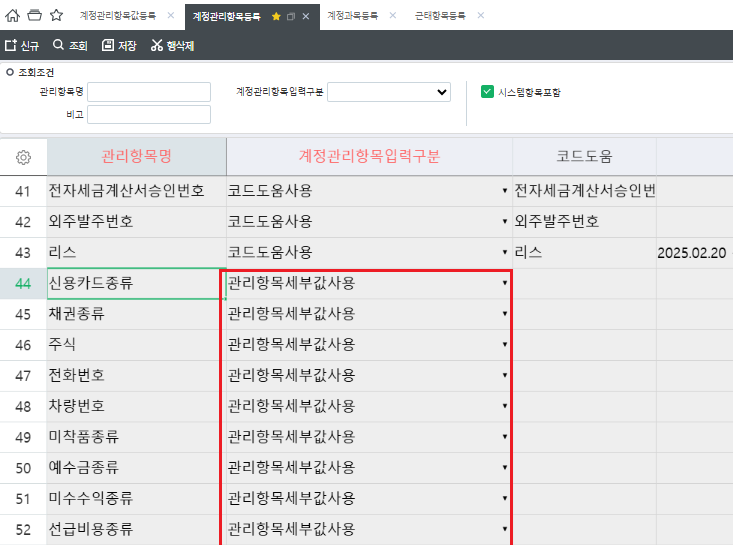 계정관리항목값등록 계정관리항목등록 계정과목등록 근태항목등록
신규 조회 저장 행삭제
조회조건
관리항목명 계정관리항목입력구분 시스템항목포함
비고
관리항목명 계정관리항목입력구분 코드도움
41 전자세금계산서승인번호 코드도움사용 전자세금계산서승인번
42 외주발주번호 코드도움사용 외주발주번호
43 리스 코드도움사용 리스 2025.02.20
44 신용카드종류 관리항목세부값사용
45 채권종류 관리항목세부값사용
46 주식 관리항목세부값사용
47 전화번호 관리항목세부값사용
48 차량번호 관리항목세부값사용
49 미착품종류 관리항목세부값사용
50 예수금종류 관리항목세부값사용
51 미수수익종류 관리항목세부값사용
52 선급비용종류 관리항목세부값사용